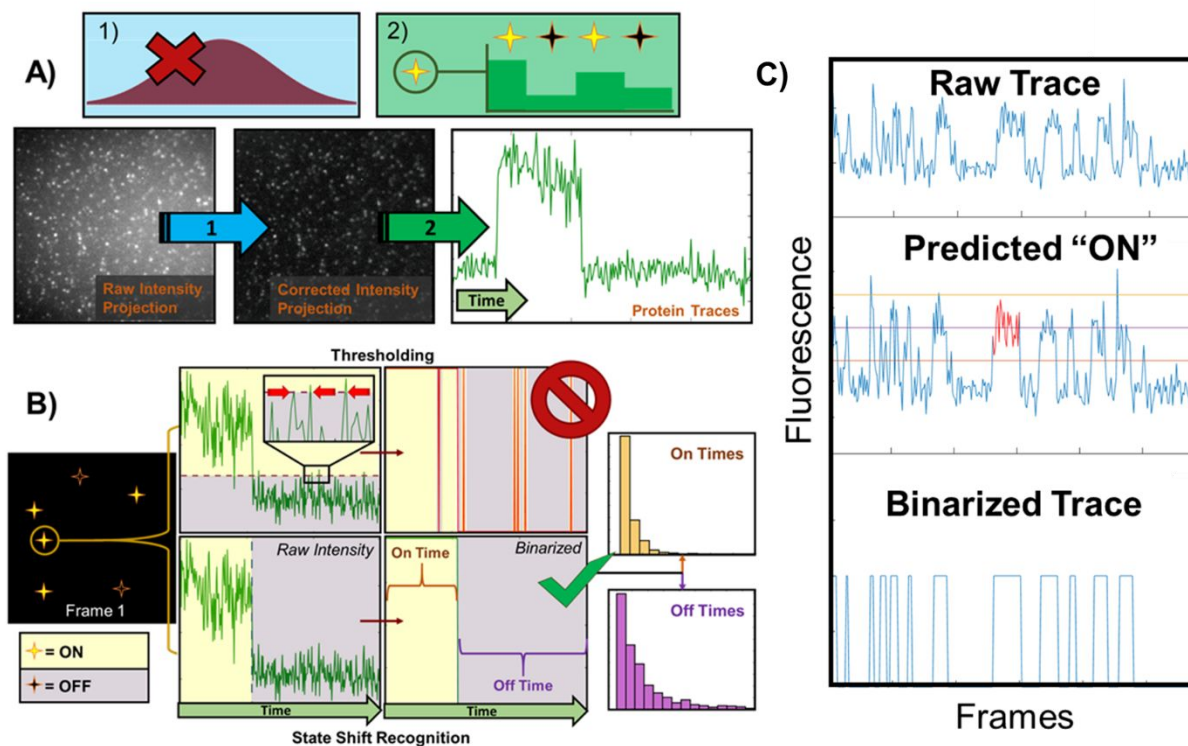 A)
1)
2)
1
2
Raw Intensity
Projection
Corrected Intensity
Projection
Time
Protein Traces
B)
Thresholding
Frame 1
= ON
= OFF
Raw Intensity
On Time
Binarized
Off Time
Time
Time
State Shift Recognition
On Times
Off Times
C)
Raw Trace
Predicted “ON”
Binarized Trace
Fluorescence
Frames